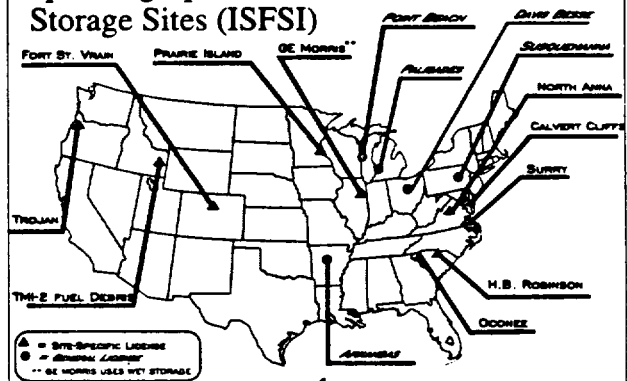 Storage Sites (ISFSI)
POINT BEACH
DAVIS BESSE
SUSQUEHANNA
FORT ST. VRAIN
PRAIRIE ISLAND
GE MORRIS**
PALISADES
NORTH ANNA
CALVERT CLIFFS
SURRY
TROJAN
TMI-2 FUEL DEBRIS
H.B. ROBINSON
OCONEE
ARKANSAS
▲ = SITE-SPECIFIC LICENSE
● = GENERAL LICENSE
** GE MORRIS USES WET STORAGE